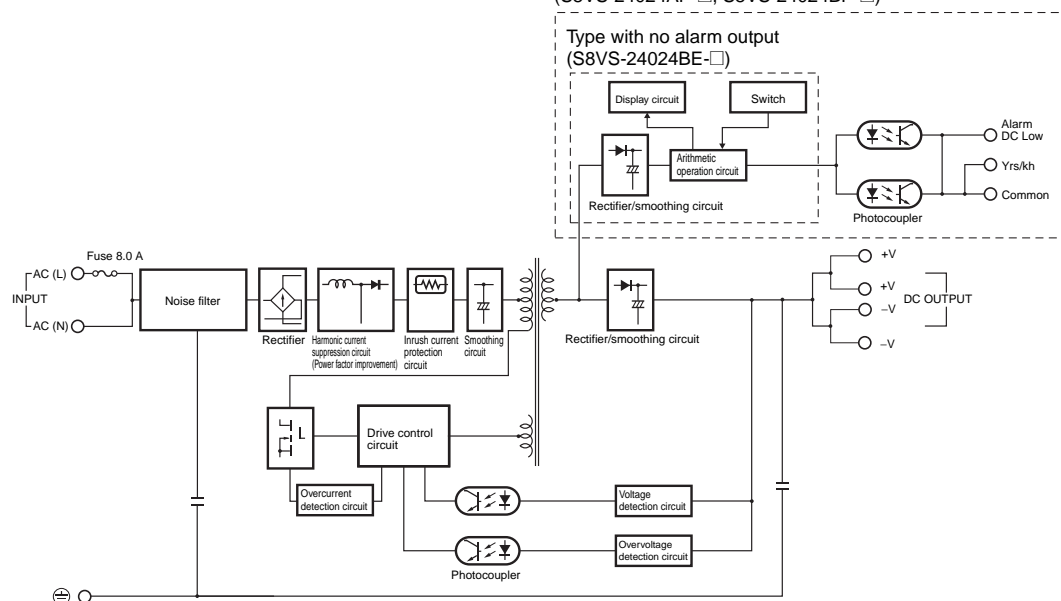 Type with no alarm output
(S8VS-24024BE-□)
Display circuit
Switch
Arithmetic
operation circuit
Rectifier/smoothing circuit
Alarm
DC Low
Yrs/kh
Common
Photocoupler
Fuse 8.0 A
AC (L)
INPUT
AC (N)
Noise filter
Rectifier
Harmonic current
suppression circuit
(Power factor improvement)
Inrush current
protection
circuit
Smoothing
circuit
Rectifier/smoothing circuit
+V
+V
DC OUTPUT
–V
–V
Drive control
circuit
Overcurrent
detection circuit
Voltage
detection circuit
Overvoltage
detection circuit
Photocoupler